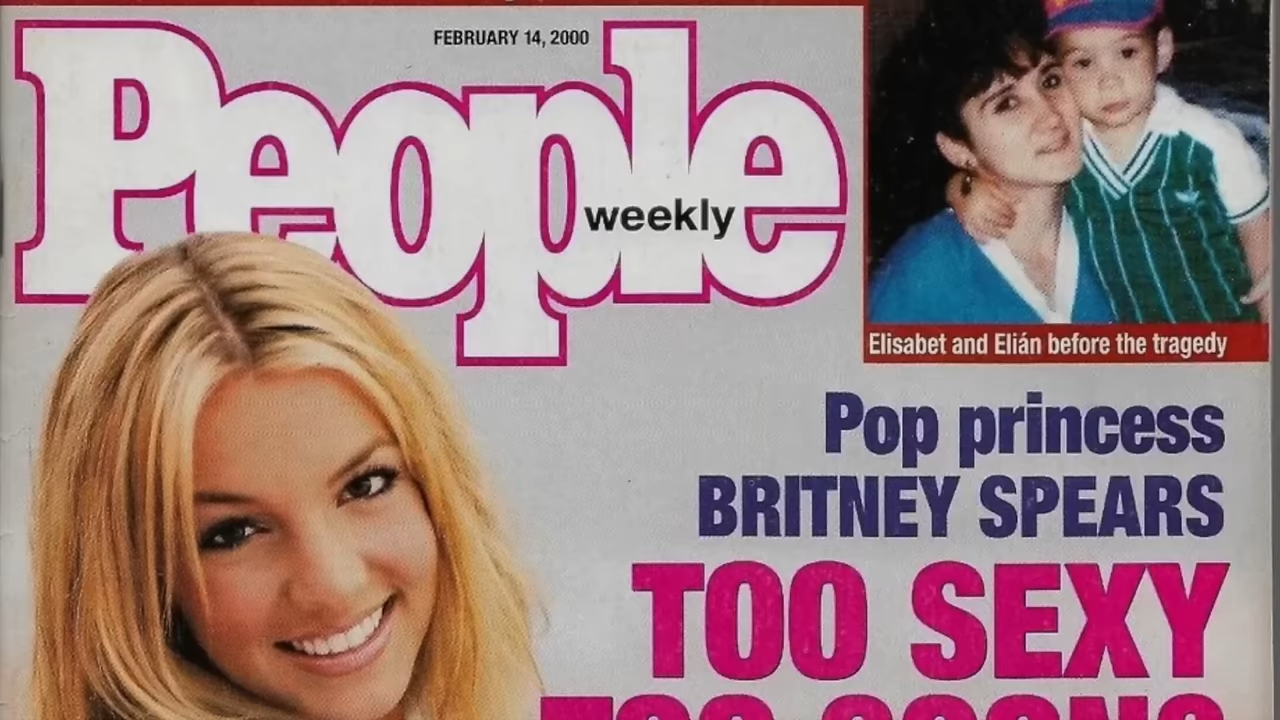 FEBRUARY 14, 2000
People
weekly
Elisabet and Elián before the tragedy
Pop princess
BRITNEY SPEARS
TOO SEXY